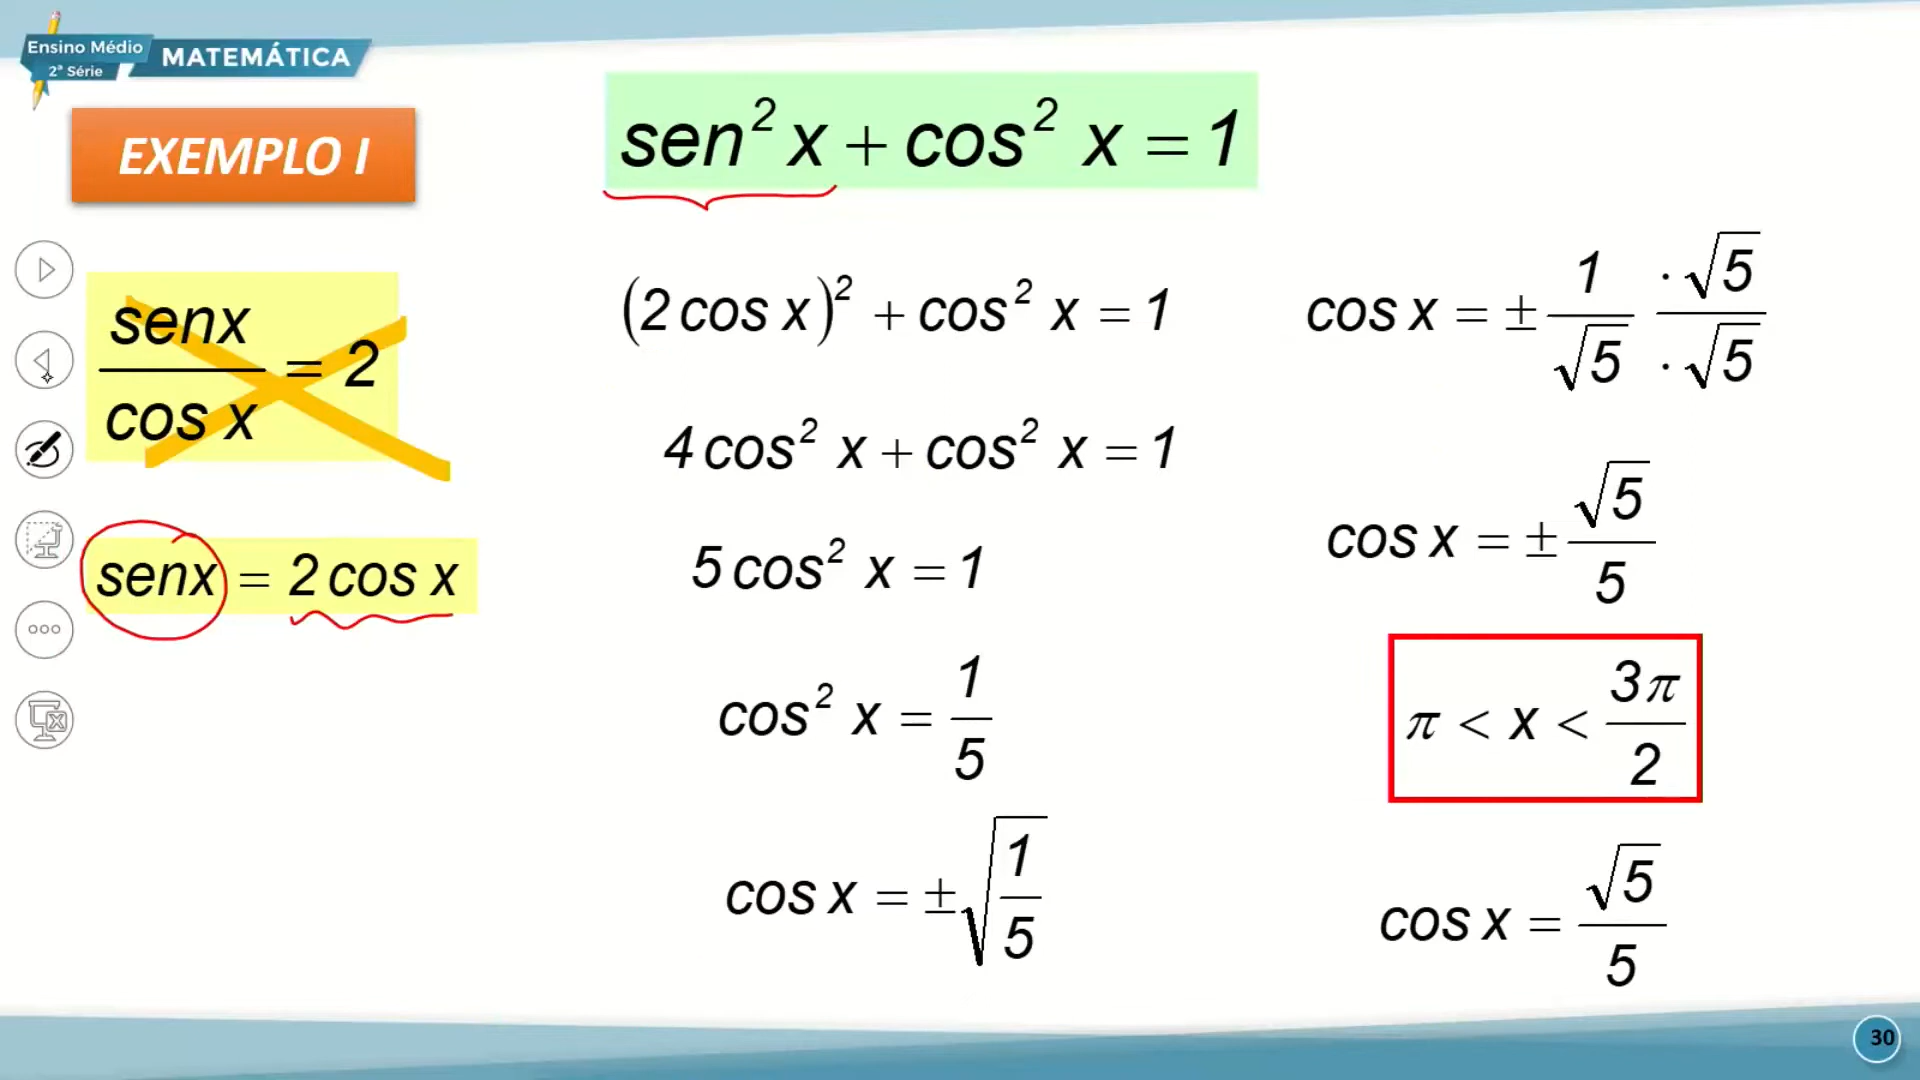 Ensino Médio
2ª Série
MATEMÁTICA
EXEMPLO I
sen² x + cos² x = 1
senx/cos x = 2
senx = 2 cos x
(2 cos x)² + cos² x = 1
4 cos² x + cos² x = 1
5 cos² x = 1
cos² x = 1/5
cos x = ±√(1/5)
cos x = ± 1/√5 · √5/· √5
cos x = ± √5/5
π < x < 3π/2
cos x = √5/5
30